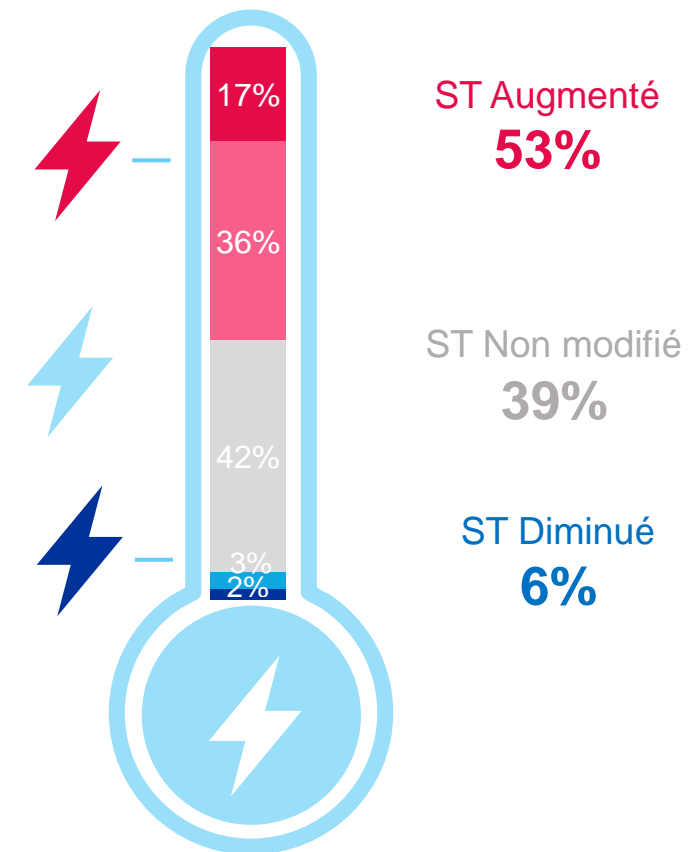 17%
36%
42%
3%
2%
ST Augmenté
53%
ST Non modifié
39%
ST Diminué
6%